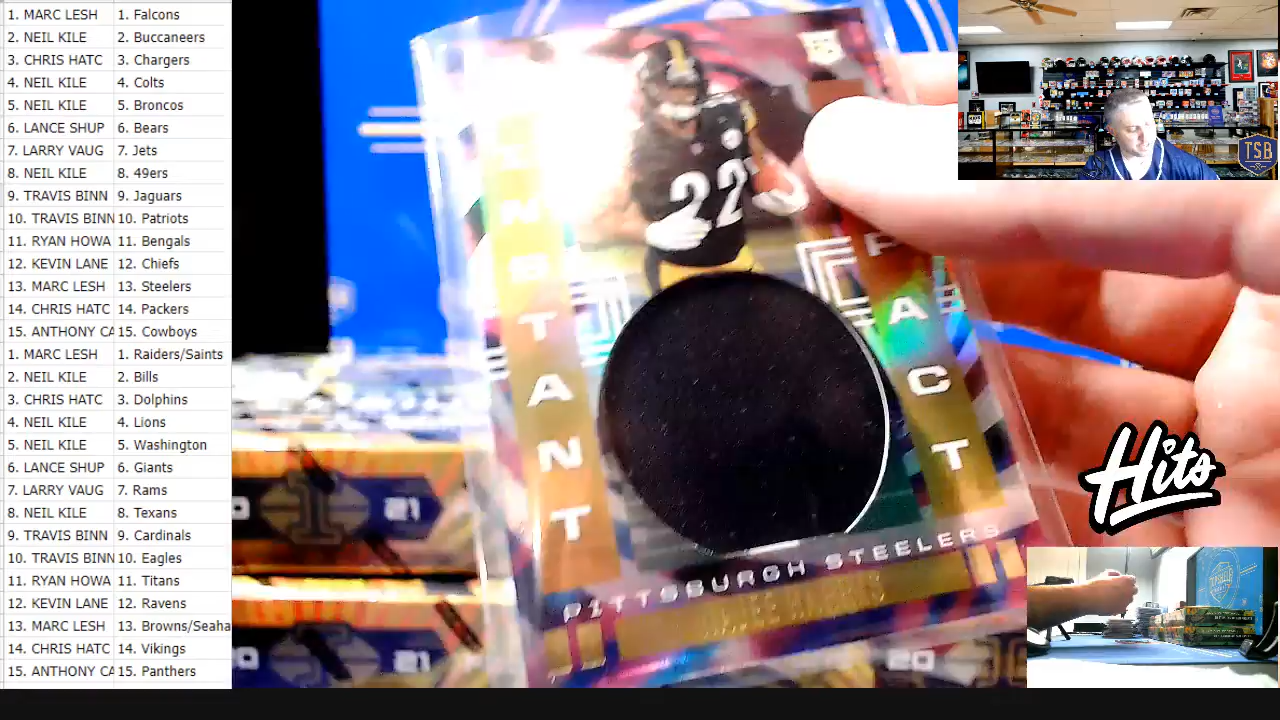 1. MARC LESH 1. Falcons
2. NEIL KILE 2. Buccaneers
3. CHRIS HATC 3. Chargers
4. NEIL KILE 4. Colts
5. NEIL KILE 5. Broncos
6. LANCE SHUP 6. Bears
7. LARRY VAUG 7. Jets
8. NEIL KILE 8. 49ers
9. TRAVIS BINN 9. Jaguars
10. TRAVIS BINN 10. Patriots
11. RYAN HOWA 11. Bengals
12. KEVIN LANE 12. Chiefs
13. MARC LESH 13. Steelers
14. CHRIS HATC 14. Packers
15. ANTHONY CA 15. Cowboys
1. MARC LESH 1. Raiders/Saints
2. NEIL KILE 2. Bills
3. CHRIS HATC 3. Dolphins
4. NEIL KILE 4. Lions
5. NEIL KILE 5. Washington
6. LANCE SHUP 6. Giants
7. LARRY VAUG 7. Rams
8. NEIL KILE 8. Texans
9. TRAVIS BINN 9. Cardinals
10. TRAVIS BINN 10. Eagles
11. RYAN HOWA 11. Titans
12. KEVIN LANE 12. Ravens
13. MARC LESH 13. Browns/Seaha
14. CHRIS HATC 14. Vikings
15. ANTHONY CA 15. Panthers
22
INSTANT
PACT
PITTSBURGH STEELERS
21
21
20
TSB
Hits